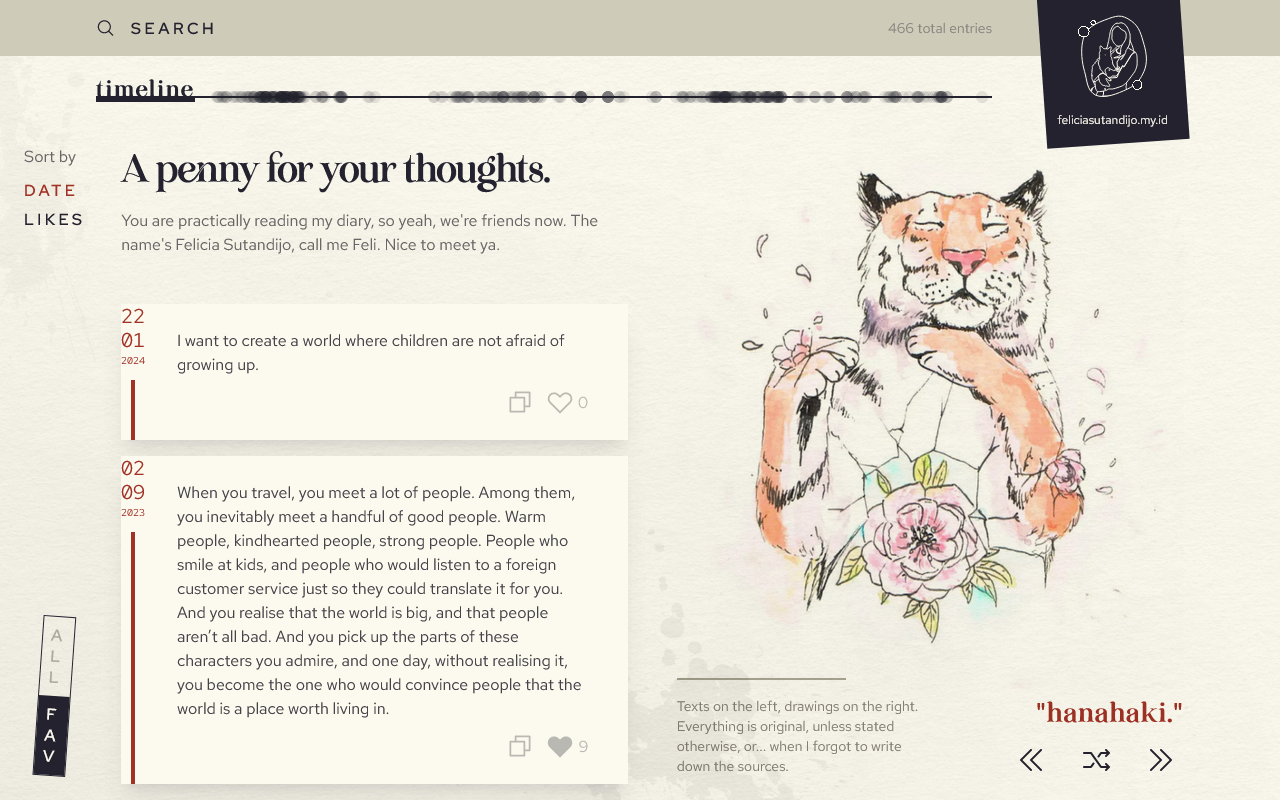 SEARCH
466 total entries
feliciasutandijo.my.id
timeline
Sort by
DATE
LIKES
A penny for your thoughts.
You are practically reading my diary, so yeah, we're friends now. The
name's Felicia Sutandijo, call me Feli. Nice to meet ya.
22
01
2024
I want to create a world where children are not afraid of
growing up.
0
02
09
2023
When you travel, you meet a lot of people. Among them,
you inevitably meet a handful of good people. Warm
people, kindhearted people, strong people. People who
smile at kids, and people who would listen to a foreign
customer service just so they could translate it for you.
And you realise that the world is big, and that people
aren’t all bad. And you pick up the parts of these
characters you admire, and one day, without realising it,
you become the one who would convince people that the
world is a place worth living in.
9
ALL
FAV
Texts on the left, drawings on the right.
Everything is original, unless stated
otherwise, or... when I forgot to write
down the sources.
"hanahaki."